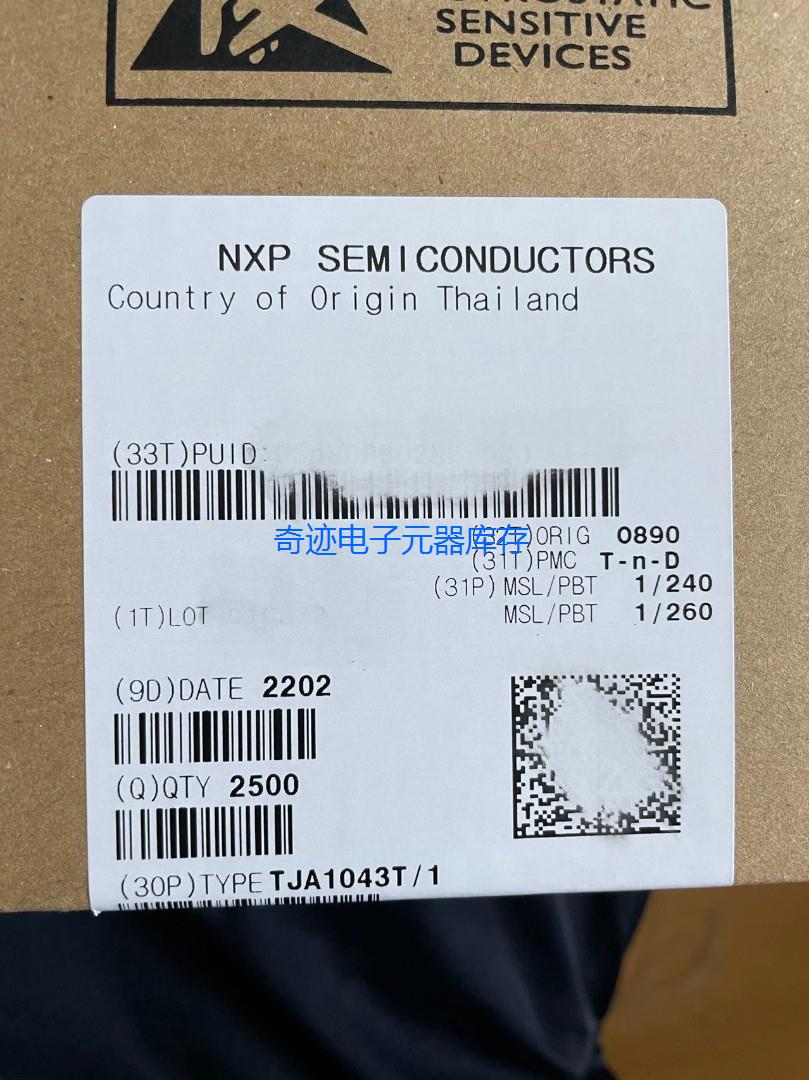 SENSITIVE
DEVICES
NXP SEMICONDUCTORS
Country of Origin Thailand
(33T)PUID:
奇迹电子元器库存
ORIG 0890
(31T)PMC T-n-D
(31P)MSL/PBT 1/240
MSL/PBT 1/260
(1T)LOT
(9D)DATE 2202
(Q)QTY 2500
(30P)TYPE TJA1043T/1